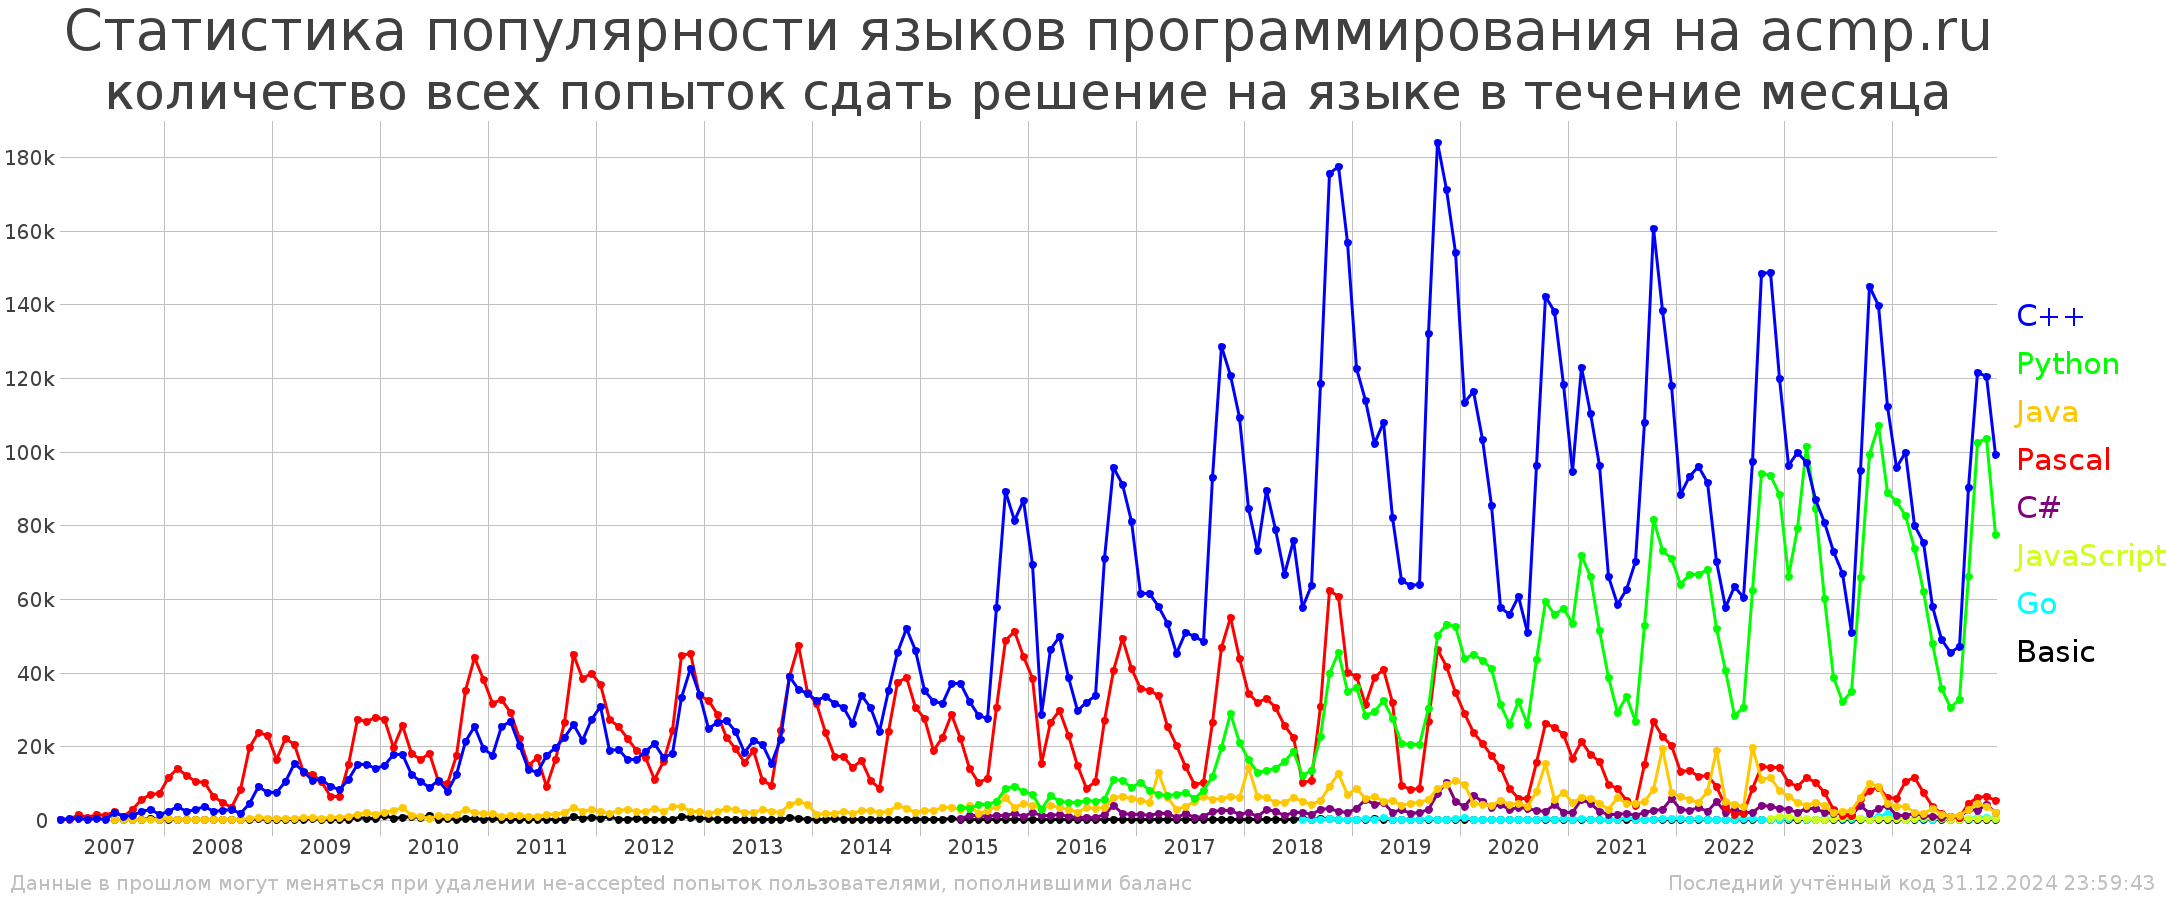 Статистика популярности языков программирования на acmp.ru
количество всех попыток сдать решение на языке в течение месяца
180k
160k
140k
120k
100k
80k
60k
40k
20k
0
C++
Python
Java
Pascal
C#
JavaScript
Go
Basic
2007 2008 2009 2010 2011 2012 2013 2014 2015 2016 2017 2018 2019 2020 2021 2022 2023 2024
Данные в прошлом могут меняться при удалении не-accepted попыток пользователями, пополнившими баланс
Последний учтённый код 31.12.2024 23:59:43